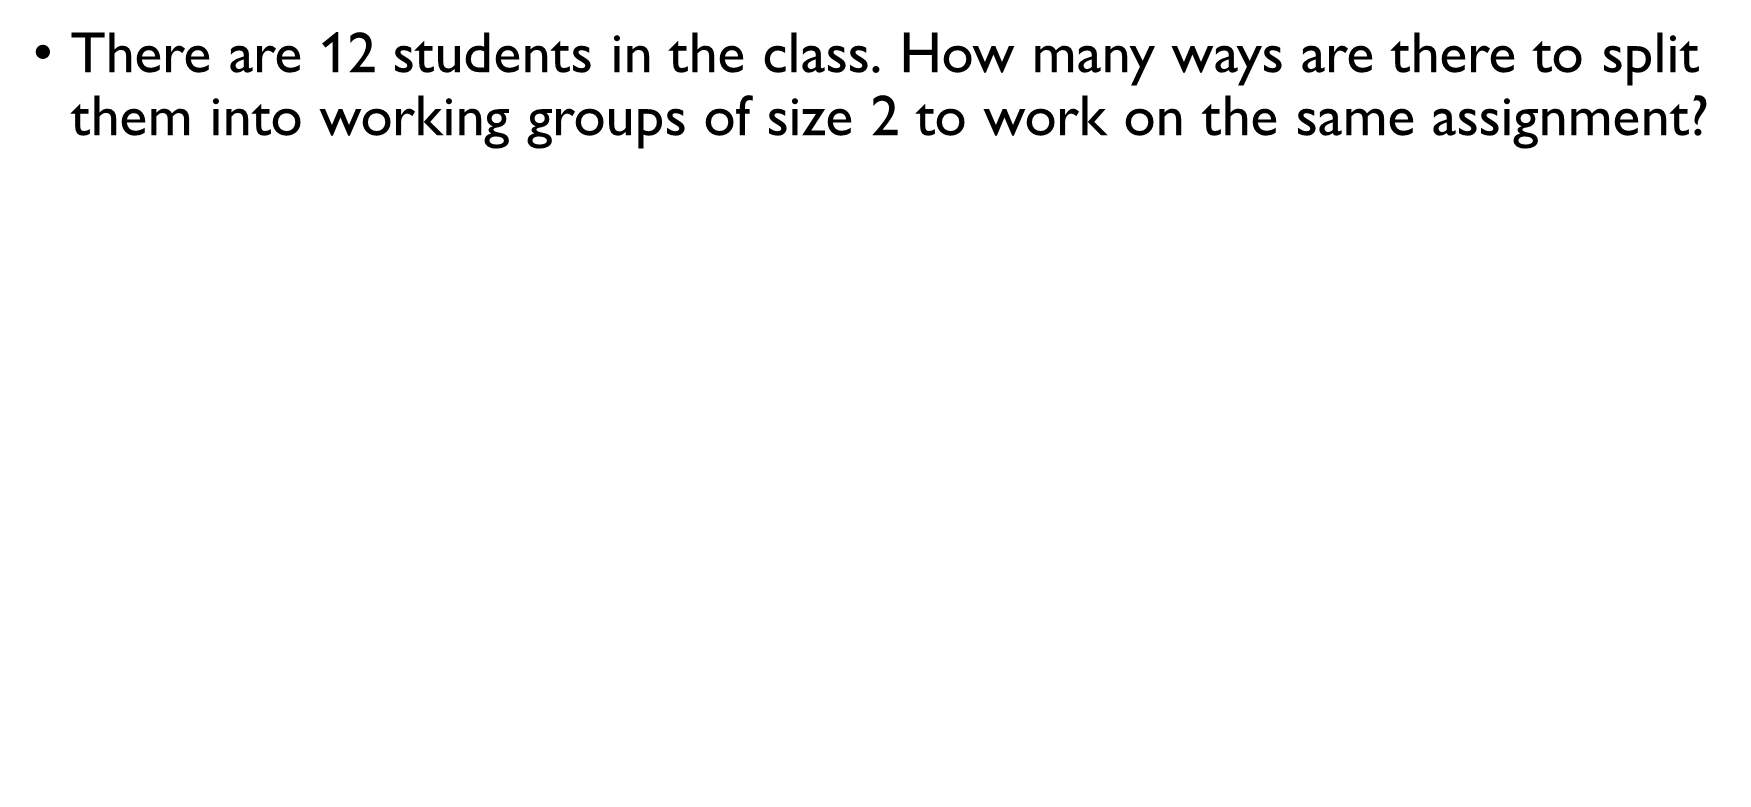 • There are 12 students in the class. How many ways are there to split
them into working groups of size 2 to work on the same assignment?